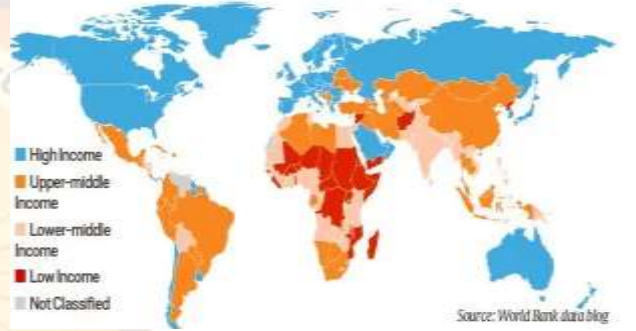 High Income
Upper-middle
Income
Lower-middle
Income
Low Income
Not Classified
Source: World Bank data blog